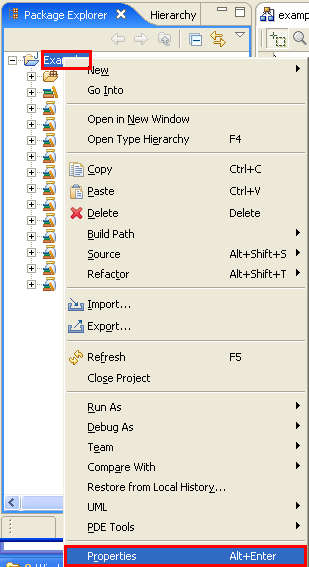 Package Explorer Hierarchy
New
Go Into
Open in New Window
Open Type Hierarchy F4
Copy Ctrl+C
Paste Ctrl+V
Delete Delete
Build Path
Source Alt+Shift+S
Refactor Alt+Shift+T
Import...
Export...
Refresh F5
Close Project
Run As
Debug As
Team
Compare With
Restore from Local History...
UML
PDE Tools
Properties Alt+Enter